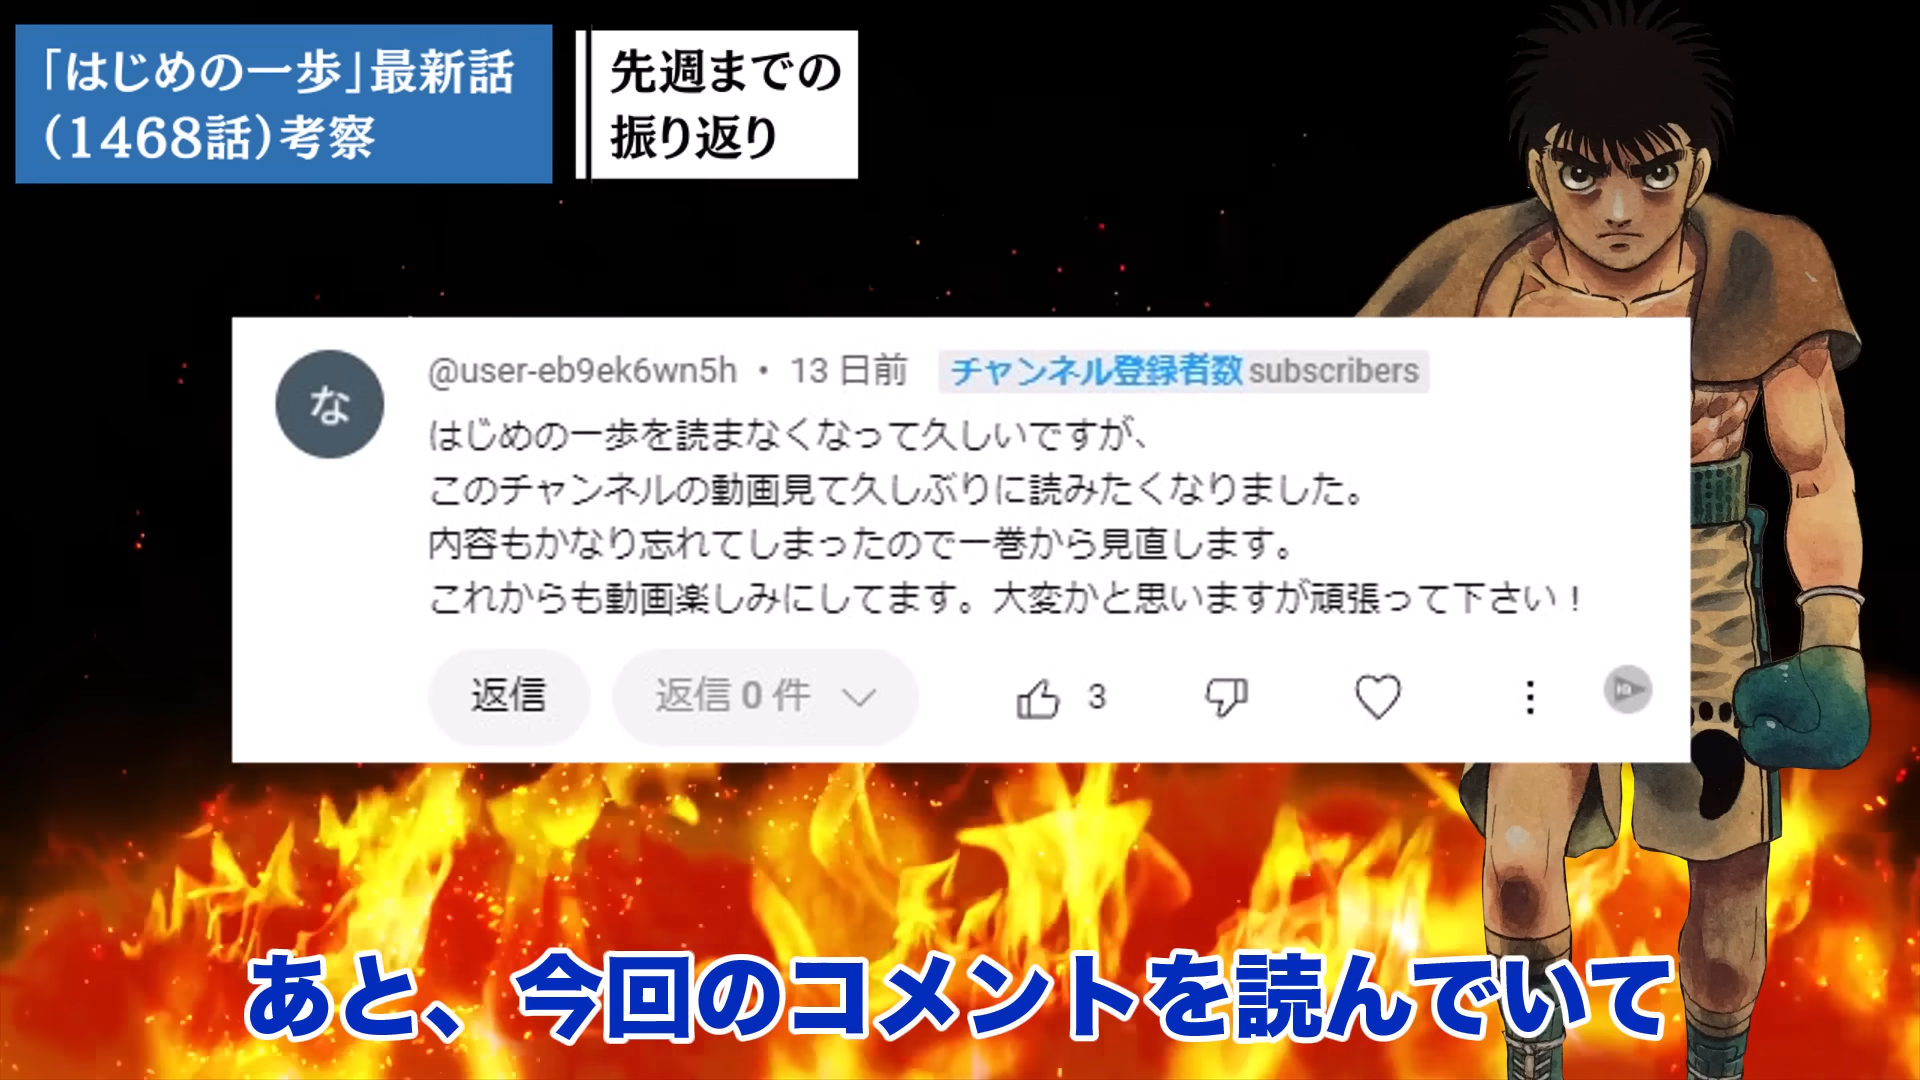 「はじめの一歩」最新話
(1468話)考察
先週までの
振り返り
な
@user-eb9ek6wn5h・13 日前 チャンネル登録者数 subscribers
はじめの一歩を読まなくなって久しいですが、
このチャンネルの動画見て久しぶりに読みたくなりました。
内容もかなり忘れてしまったので一巻から見直します。
これからも動画楽しみにしてます。大変かと思いますが頑張って下さい！
返信 返信 0 件 3
あと、今回のコメントを読んでいて